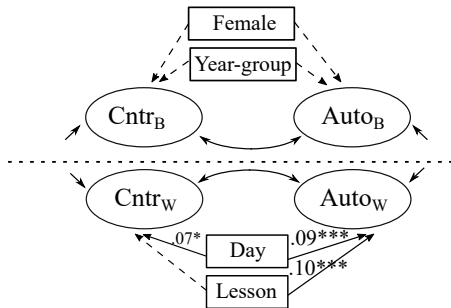 Female
Year-group
Cntr_B Auto_B
Cntr_W Auto_W
.07* Day .09***
Lesson .10***